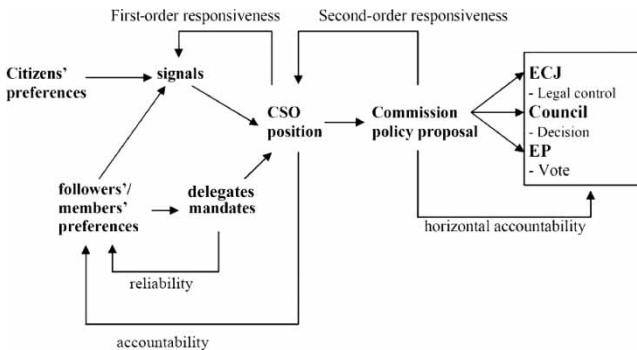 First-order responsiveness
Second-order responsiveness
Citizens'
preferences
signals
CSO
position
Commission
policy proposal
ECJ
- Legal control
Council
- Decision
EP
- Vote
followers'/
members'
preferences
delegates
mandates
horizontal accountability
reliability
accountability